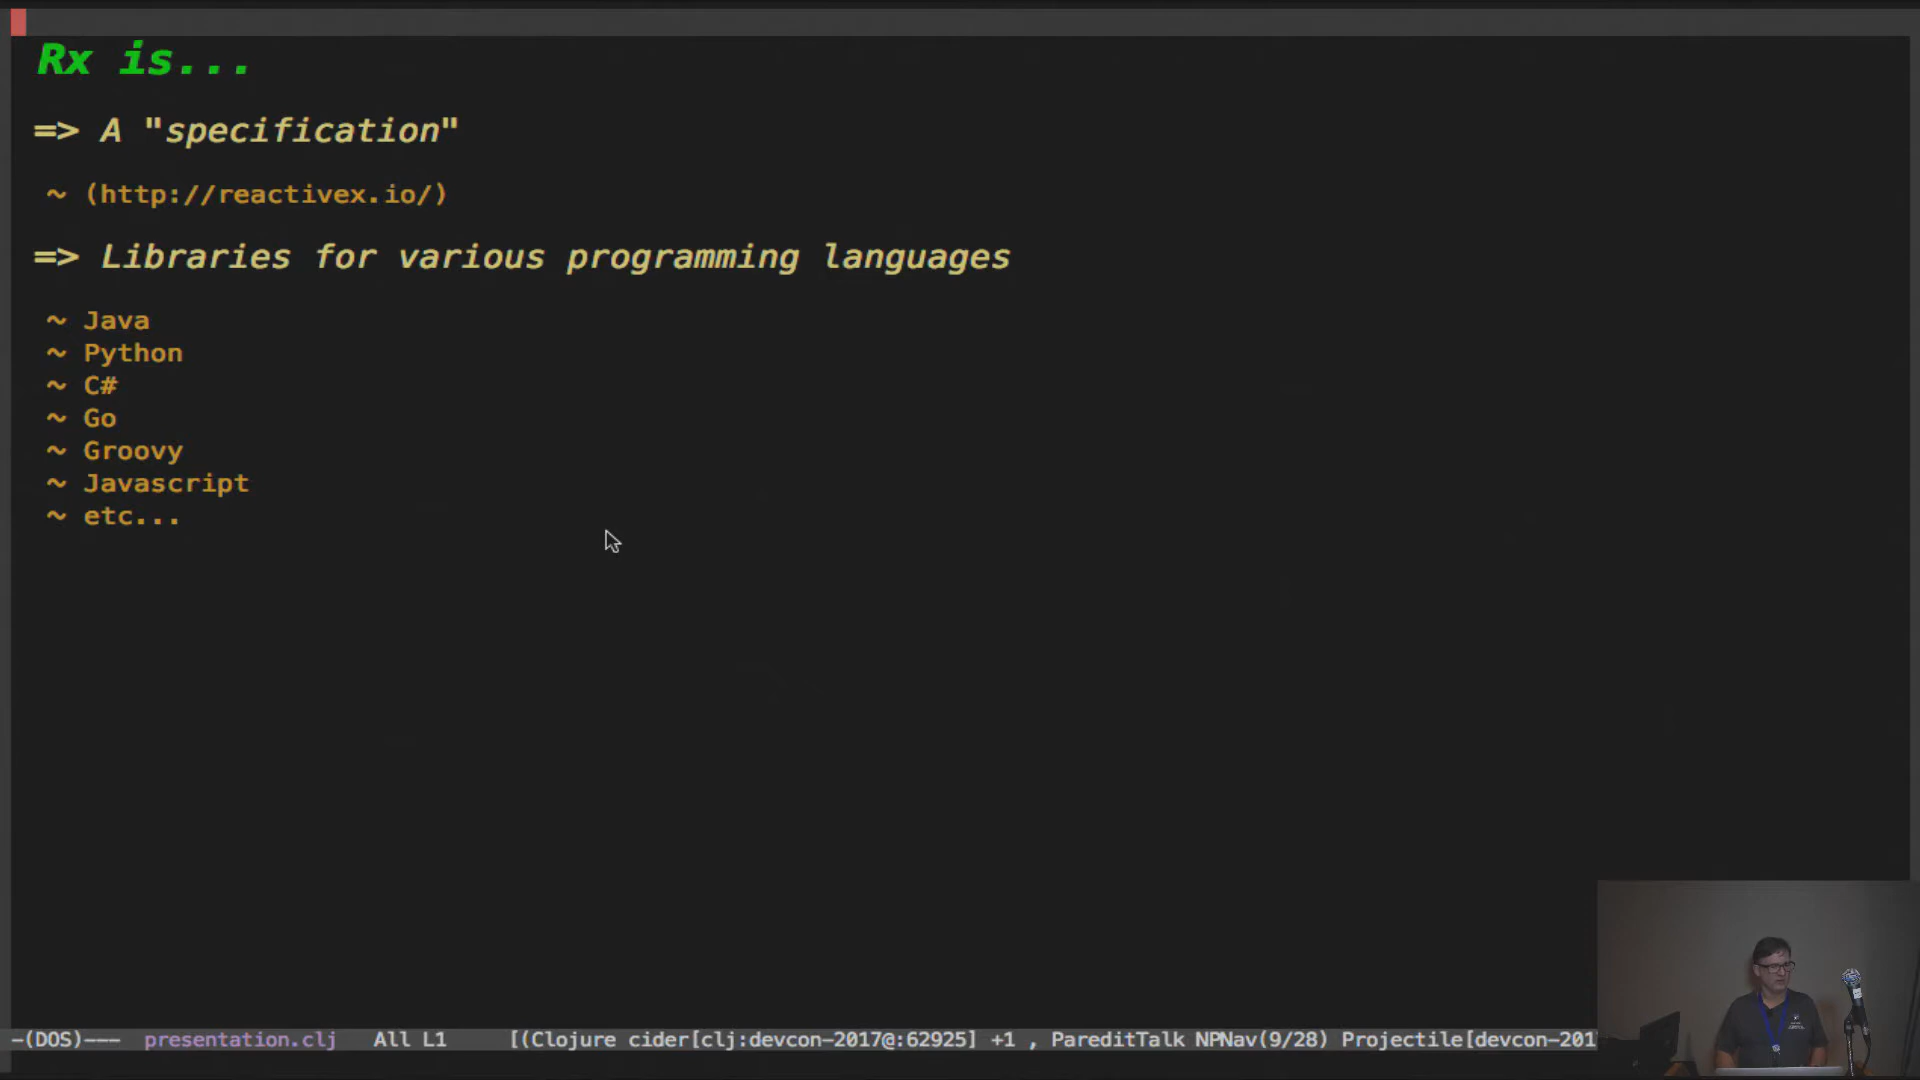 Rx is...
=> A "specification"
~ (http://reactivex.io/)
=> Libraries for various programming languages
~ Java
~ Python
~ C#
~ Go
~ Groovy
~ Javascript
~ etc...
-(DOS)--- presentation.clj All L1 [(Clojure cider[clj:devcon-2017@:62925] +1 , PareditTalk NPNav(9/28) Projectile[devcon-201